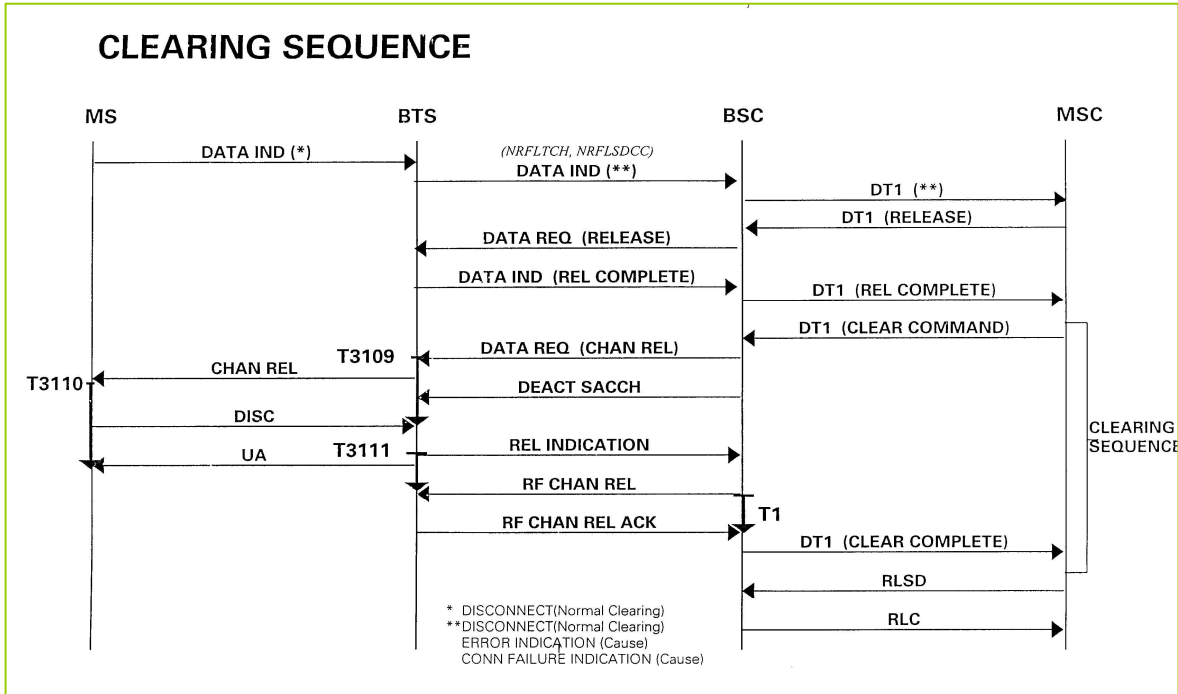 CLEARING SEQUENCE
MS BTS BSC MSC
DATA IND (*)
(NRFLTCH, NRFLSDCC)
DATA IND (**)
DT1 (**)
DT1 (RELEASE)
DATA REQ (RELEASE)
DATA IND (REL COMPLETE)
DT1 (REL COMPLETE)
DT1 (CLEAR COMMAND)
DATA REQ (CHAN REL)
T3109
CHAN REL
T3110
DEACT SACCH
DISC
CLEARING
SEQUENCE
REL INDICATION
T3111
UA
RF CHAN REL
T1
RF CHAN REL ACK
DT1 (CLEAR COMPLETE)
RLSD
RLC
* DISCONNECT(Normal Clearing)
**DISCONNECT(Normal Clearing)
ERROR INDICATION (Cause)
CONN FAILURE INDICATION (Cause)